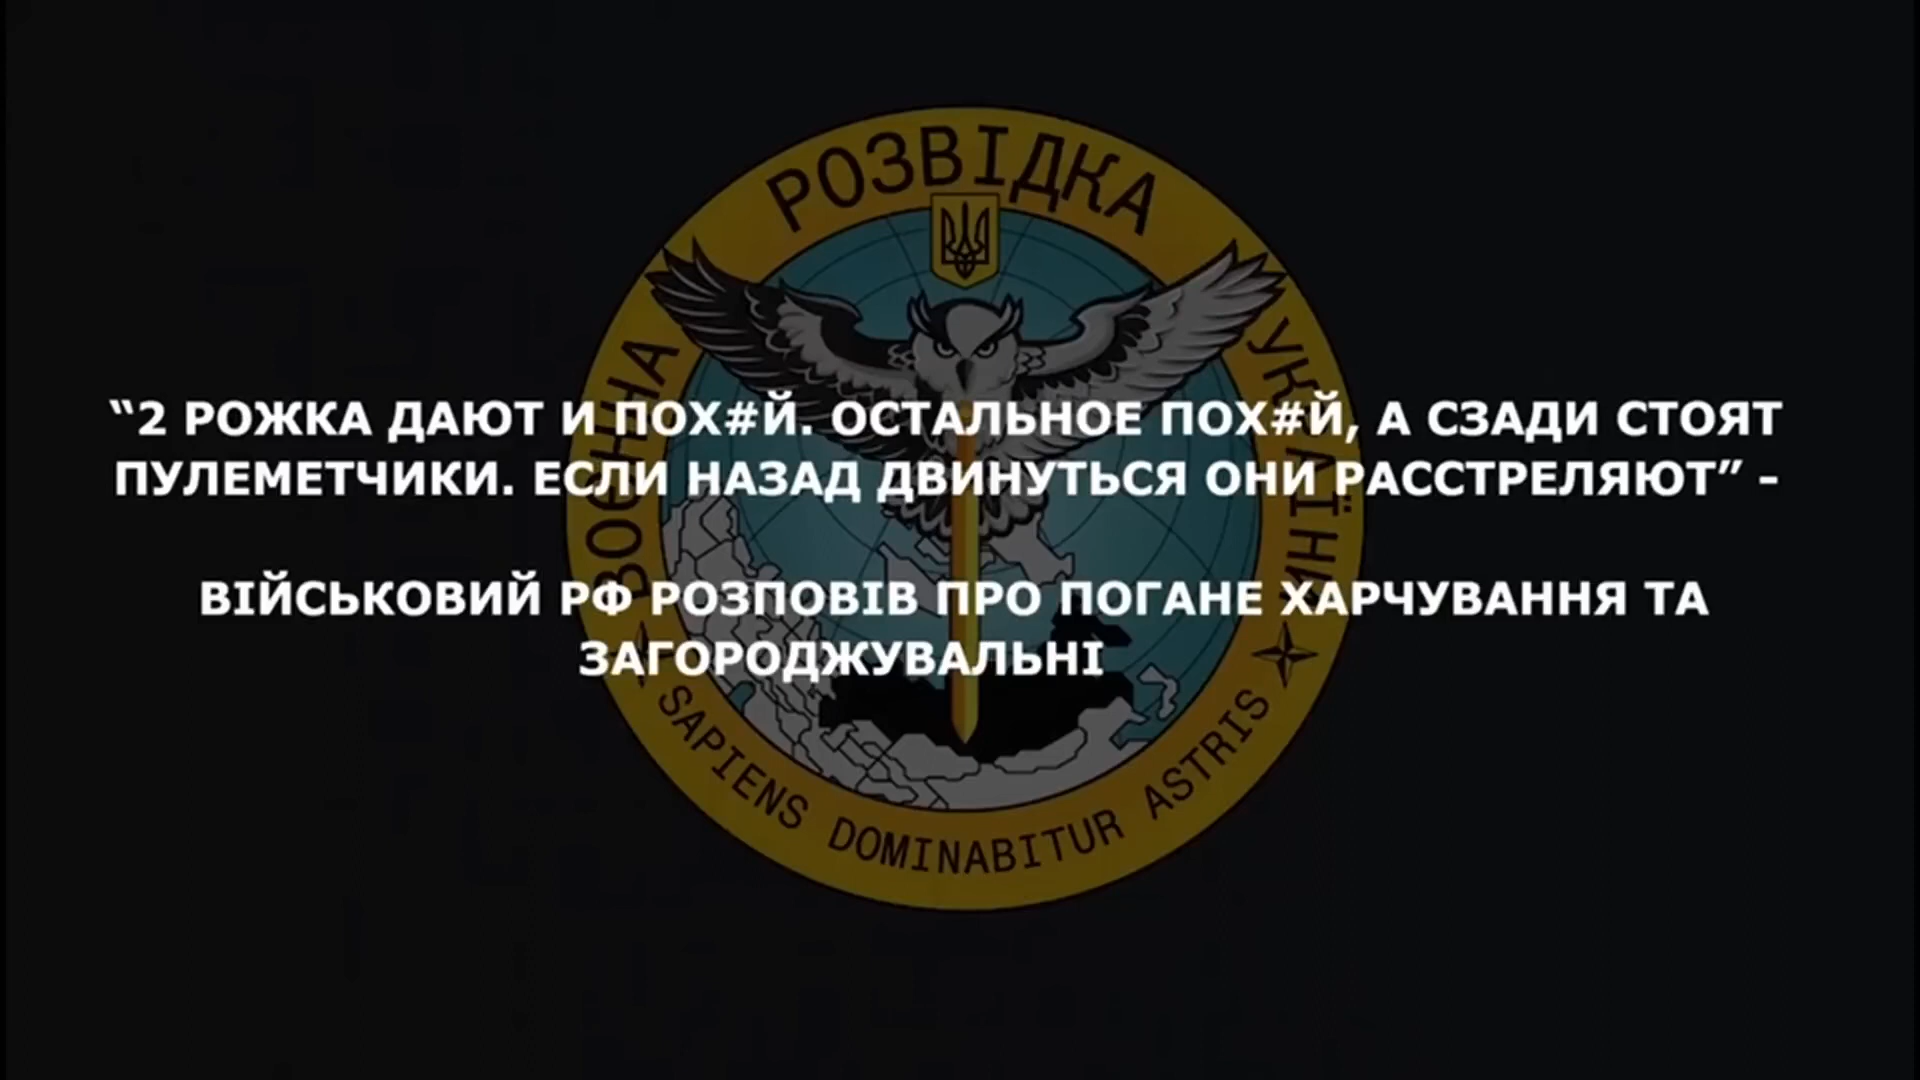 ВОЄННА РОЗВІДКА УКРАЇНИ
“2 РОЖКА ДАЮТ И ПОХ#Й. ОСТАЛЬНОЕ ПОХ#Й, А СЗАДИ СТОЯТ
ПУЛЕМЕТЧИКИ. ЕСЛИ НАЗАД ДВИНУТЬСЯ ОНИ РАССТРЕЛЯЮТ” -
ВІЙСЬКОВИЙ РФ РОЗПОВІВ ПРО ПОГАНЕ ХАРЧУВАННЯ ТА
ЗАГОРОДЖУВАЛЬНІ
SAPIENS DOMINABITUR ASTRIS